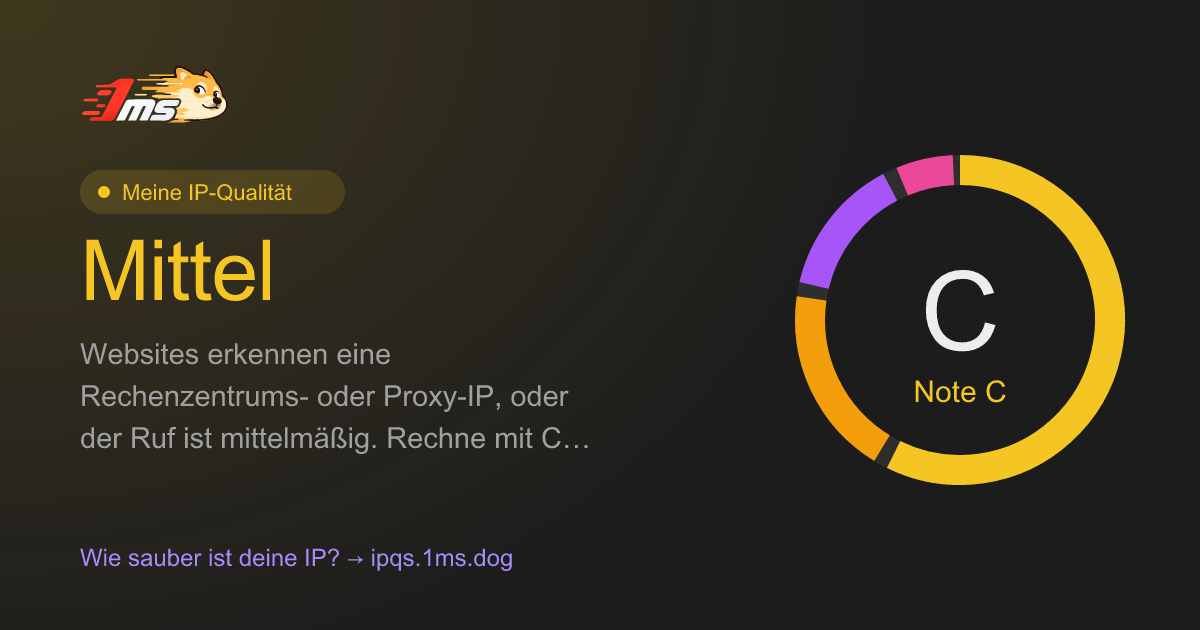 1ms
Meine IP-Qualität
Mittel
Websites erkennen eine
Rechenzentrums- oder Proxy-IP, oder
der Ruf ist mittelmäßig. Rechne mit C…
C
Note C
Wie sauber ist deine IP? → ipqs.1ms.dog